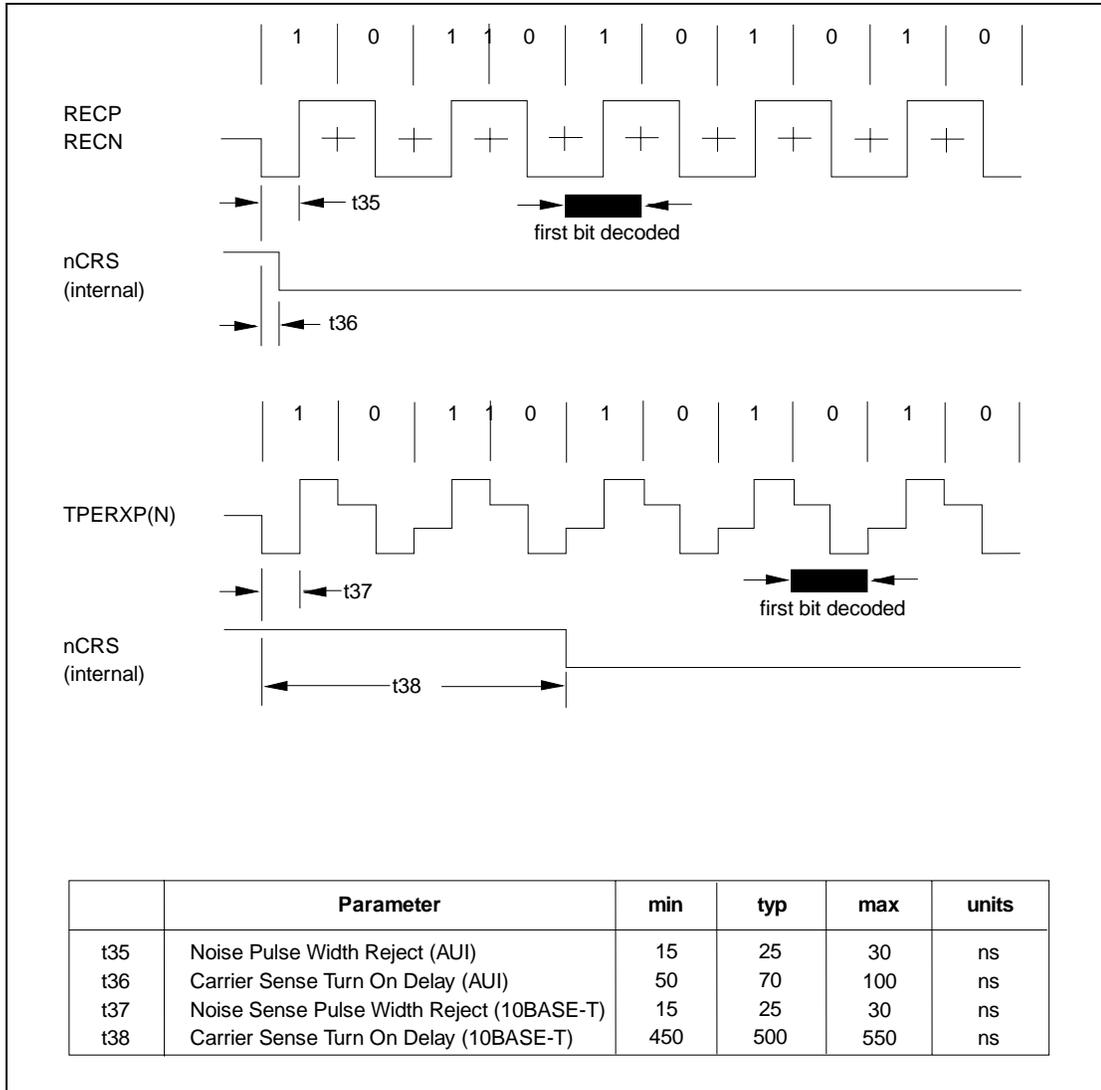 1 0 1 1 0 1 0 1 0 1 0
RECP
RECN
t35
first bit decoded
nCRS
(internal)
t36
1 0 1 1 0 1 0 1 0 1 0
TPERXP(N)
t37
first bit decoded
nCRS
(internal)
t38
Parameter min typ max units
t35 Noise Pulse Width Reject (AUI) 15 25 30 ns
t36 Carrier Sense Turn On Delay (AUI) 50 70 100 ns
t37 Noise Sense Pulse Width Reject (10BASE-T) 15 25 30 ns
t38 Carrier Sense Turn On Delay (10BASE-T) 450 500 550 ns